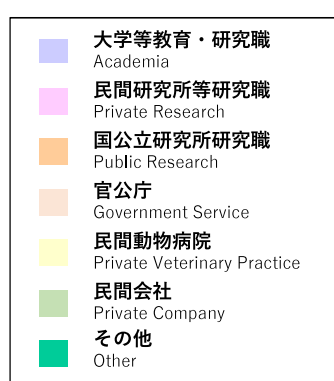 大学等教育・研究職
Academia
民間研究所等研究職
Private Research
国公立研究所研究職
Public Research
官公庁
Government Service
民間動物病院
Private Veterinary Practice
民間会社
Private Company
その他
Other